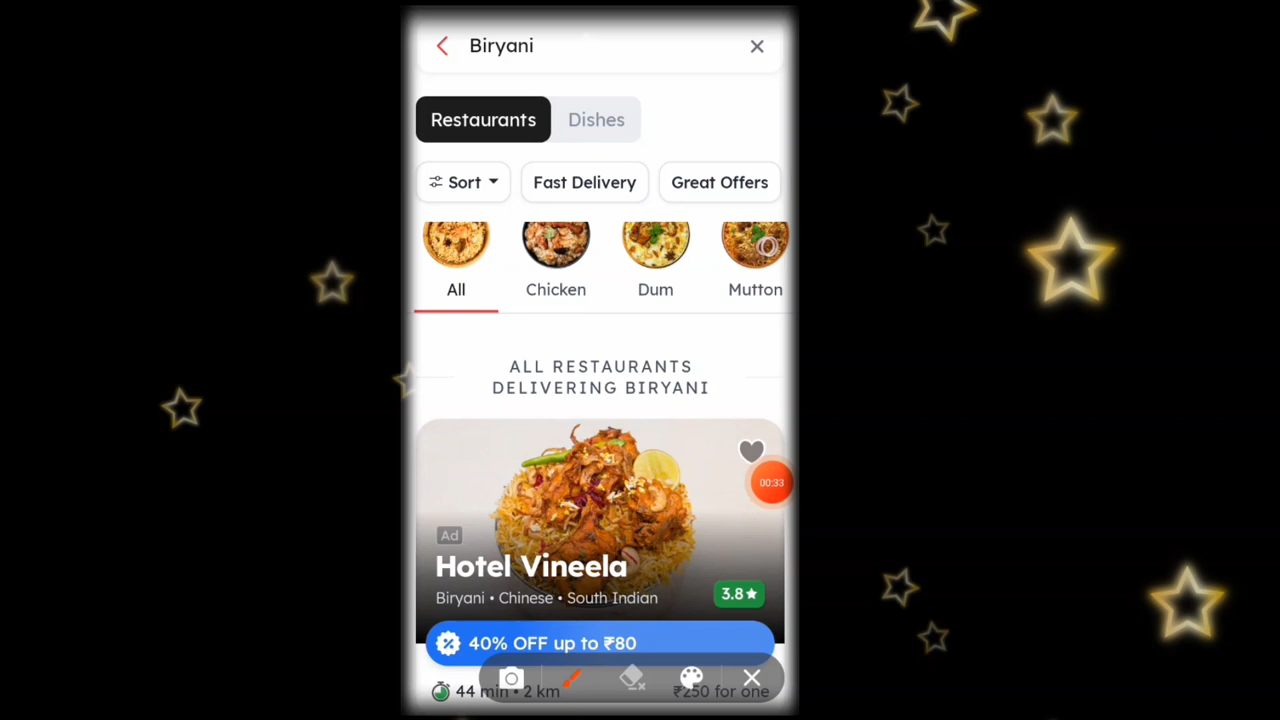 Biryani
Restaurants Dishes
Sort Fast Delivery Great Offers
All Chicken Dum Mutton
ALL RESTAURANTS
DELIVERING BIRYANI
00:33
Ad
Hotel Vineela
Biryani • Chinese • South Indian 3.8★
40% OFF up to ₹80
44 min • 2 km ₹250 for one